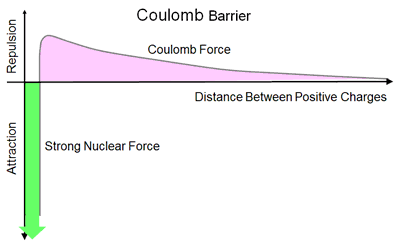 Coulomb Barrier
Repulsion
Coulomb Force
Distance Between Positive Charges
Attraction
Strong Nuclear Force